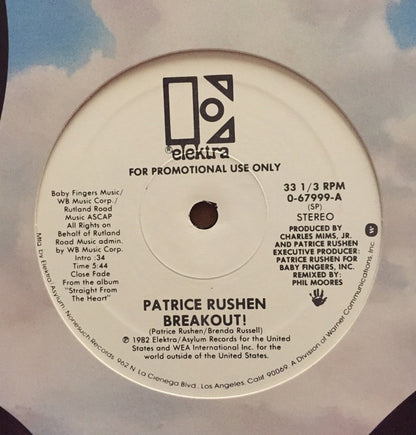 ® elektra
FOR PROMOTIONAL USE ONLY
Baby Fingers Music/
WB Music Corp./
Rutland Road
Music ASCAP
All Rights on
Behalf of Rutland
Road Music admin.
by WB Music Corp.
Intro :34
Time 5:44
Close Fade
From the album
"Straight From
The Heart"
33 1/3 RPM
0-67999-A
(SP)
STEREO
PRODUCED BY
CHARLES MIMS, JR.
AND PATRICE RUSHEN
EXECUTIVE PRODUCER:
PATRICE RUSHEN FOR
BABY FINGERS, INC.
REMIXED BY:
PHIL MOORES
PATRICE RUSHEN
BREAKOUT!
(Patrice Rushen/Brenda Russell)
℗ 1982 Elektra/Asylum Records for the United
States and WEA International Inc. for the
world outside of the United States.
Mfg. by Elektra/Asylum/Nonesuch Records, 962 N. La Cienega Blvd., Los Angeles, Calif. 90069. A Division of Warner Communications, Inc. W